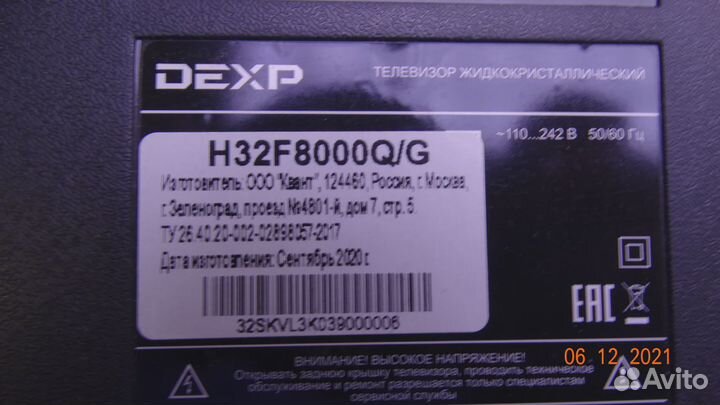 DEXP
ТЕЛЕВИЗОР ЖИДКОКРИСТАЛЛИЧЕСКИЙ
~110...242 В 50/60 Гц
H32F8000Q/G
Изготовитель: ООО "Квант", 124460, Россия, г. Москва,
г. Зеленоград, проезд №4801-й, дом 7, стр. 5.
ТУ 26.40.20-002-02898057-2017
Дата изготовления: Сентябрь 2020 г.
32SKVL3K039000006
EAC
ВНИМАНИЕ! ВЫСОКОЕ НАПРЯЖЕНИЕ!
Открывать заднюю крышку телевизора, проводить техническое
обслуживание и ремонт разрешается только специалистам
сервисной службы
06.12.2021
Avito